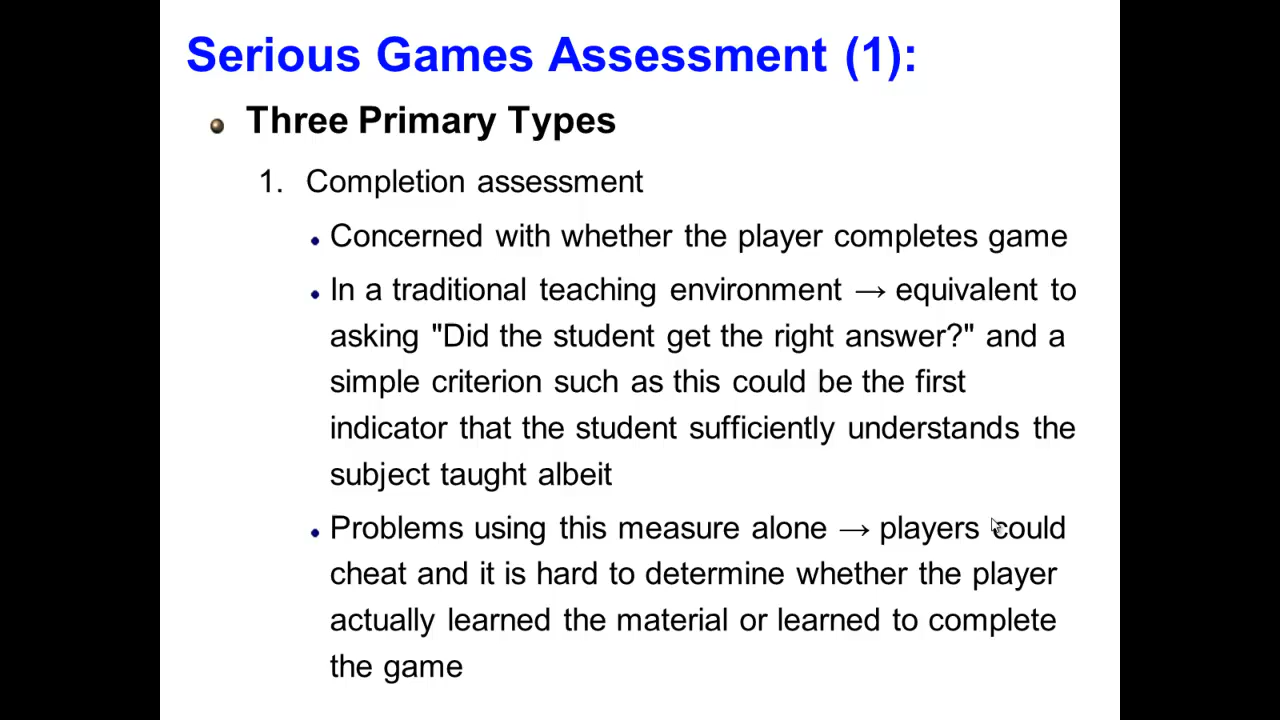 Serious Games Assessment (1):
Three Primary Types
1. Completion assessment
Concerned with whether the player completes game
In a traditional teaching environment → equivalent to
asking "Did the student get the right answer?" and a
simple criterion such as this could be the first
indicator that the student sufficiently understands the
subject taught albeit
Problems using this measure alone → players could
cheat and it is hard to determine whether the player
actually learned the material or learned to complete
the game